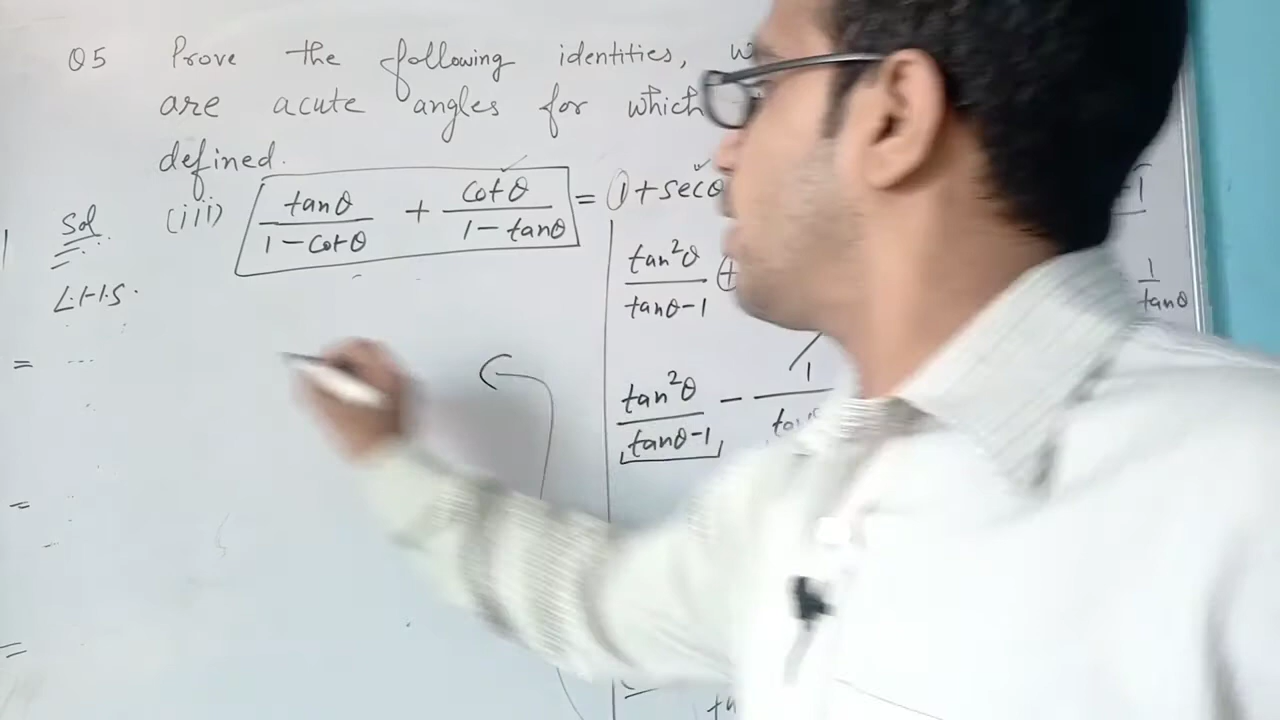 Q5 Prove the following identities,
are acute angles for which
defined.
Sol (iii) tanθ/(1-cotθ) + cotθ/(1-tanθ) = 1+secθ
L.H.S.
= ...
=
=
tan²θ/(tanθ-1) +
1/tanθ
tan²θ/(tanθ-1) - 1/